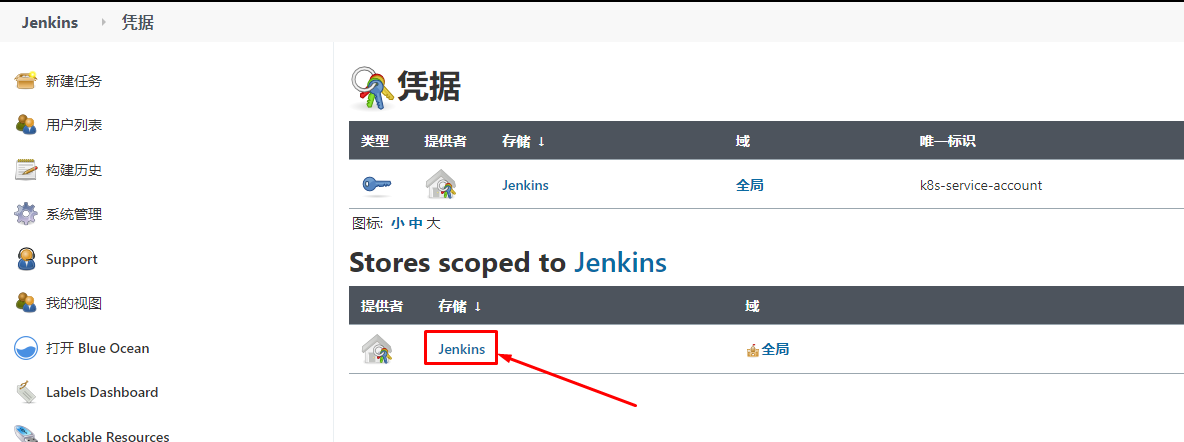 Jenkins 凭据
新建任务
用户列表
构建历史
系统管理
Support
我的视图
打开 Blue Ocean
Labels Dashboard
Lockable Resources
凭据
类型 提供者 存储 ↓ 域 唯一标识
Jenkins 全局 k8s-service-account
图标: 小 中 大
Stores scoped to Jenkins
提供者 存储 ↓ 域
Jenkins 全局